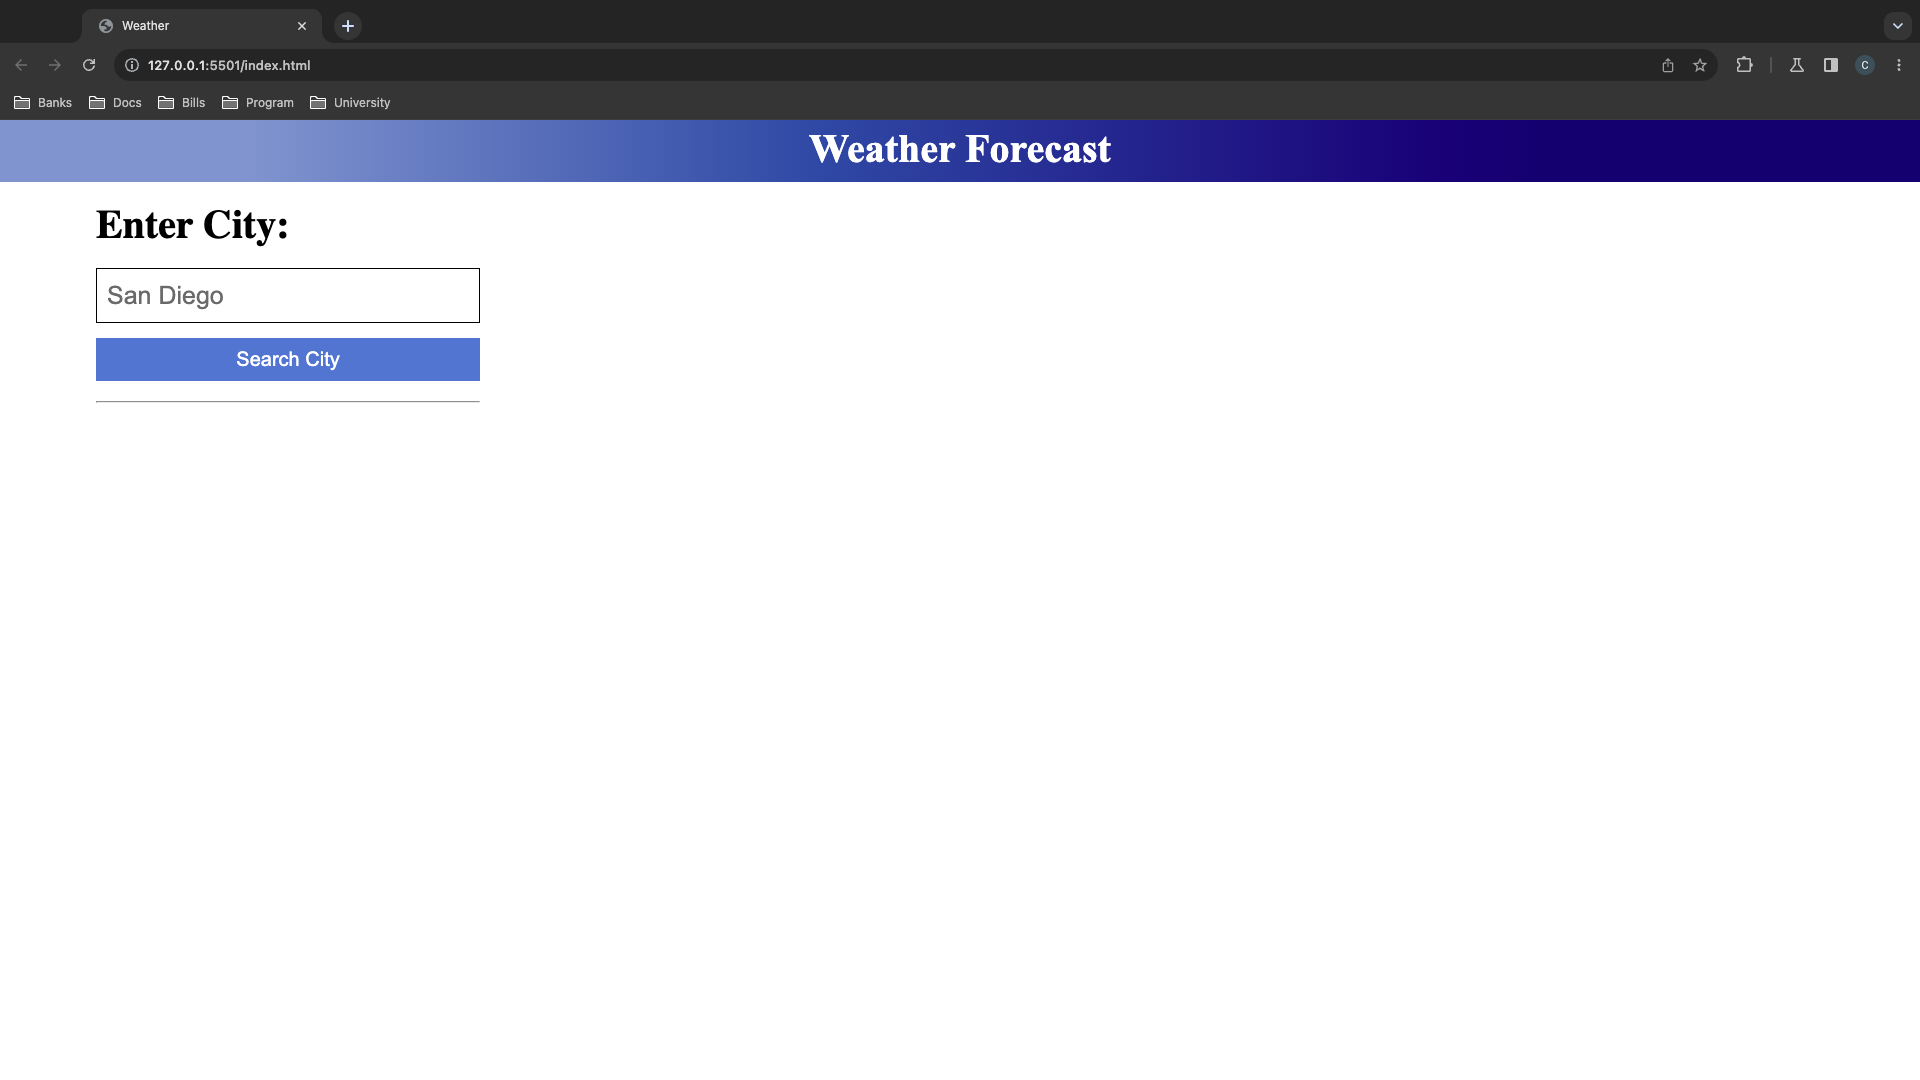 Weather
127.0.0.1:5501/index.html
C
Banks Docs Bills Program University
Weather Forecast
Enter City:
San Diego
Search City